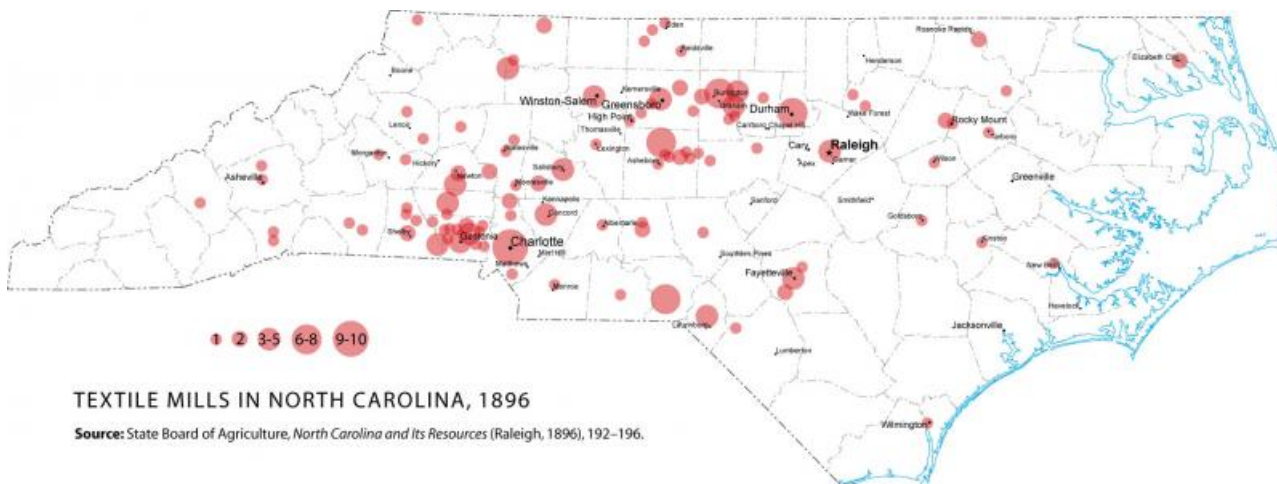 Eden
Roanoke Rapids
Reidsville
Elizabeth City
Henderson
Boone
Kernersville
Burlington
Winston-Salem
Greensboro
Graham
Durham
High Point
Wake Forest
Lenoir
Thomasville
Carrboro Chapel Hill
Rocky Mount
Tarboro
Lexington
Cary
Raleigh
Morganton
Hickory
Statesville
Asheboro
Apex
Garner
Wilson
Salisbury
Asheville
Newton
Mooresville
Greenville
Kannapolis
Sanford
Smithfield
Concord
Albemarle
Goldsboro
Shelby
Gastonia
Charlotte
Kinston
Mint Hill
Southern Pines
Matthews
Fayetteville
New Bern
Monroe
Havelock
Laurinburg
Jacksonville
1 2 3-5 6-8 9-10
Lumberton
TEXTILE MILLS IN NORTH CAROLINA, 1896
Source: State Board of Agriculture, North Carolina and Its Resources (Raleigh, 1896), 192–196.
Wilmington